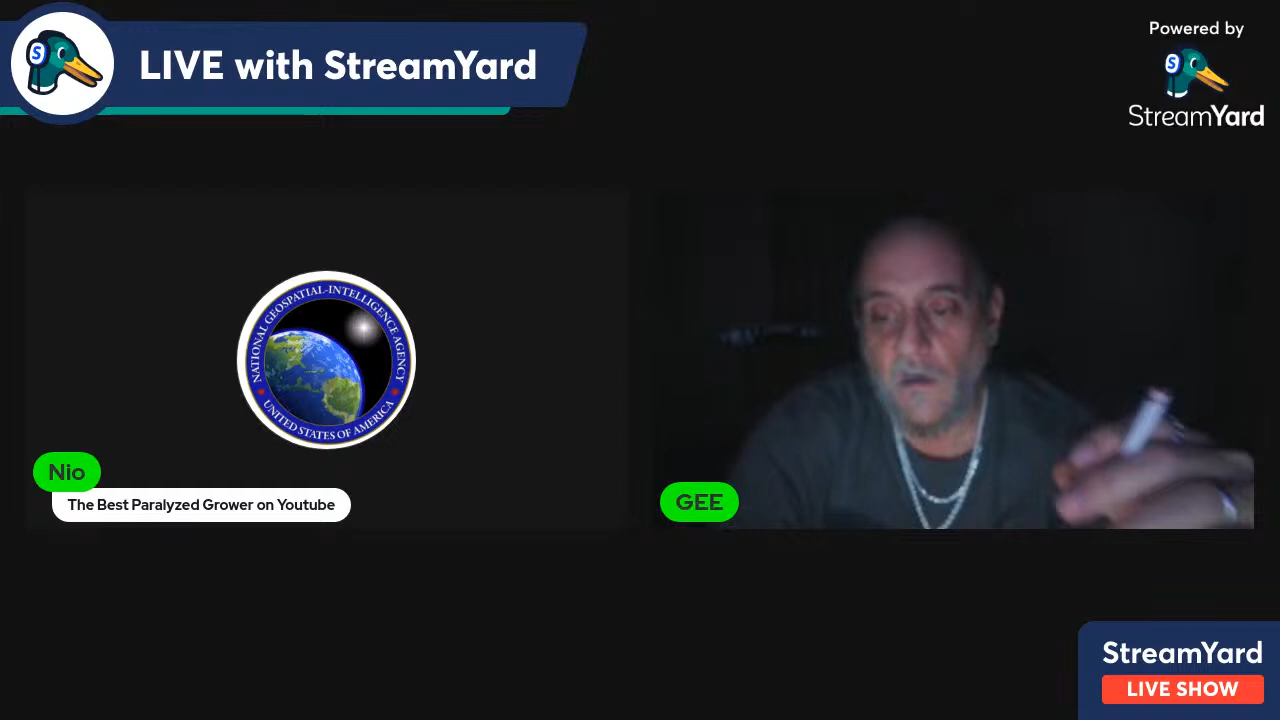 LIVE with StreamYard
Powered by
StreamYard
NATIONAL GEOSPATIAL-INTELLIGENCE AGENCY
UNITED STATES OF AMERICA
Nio
The Best Paralyzed Grower on Youtube
GEE
StreamYard
LIVE SHOW